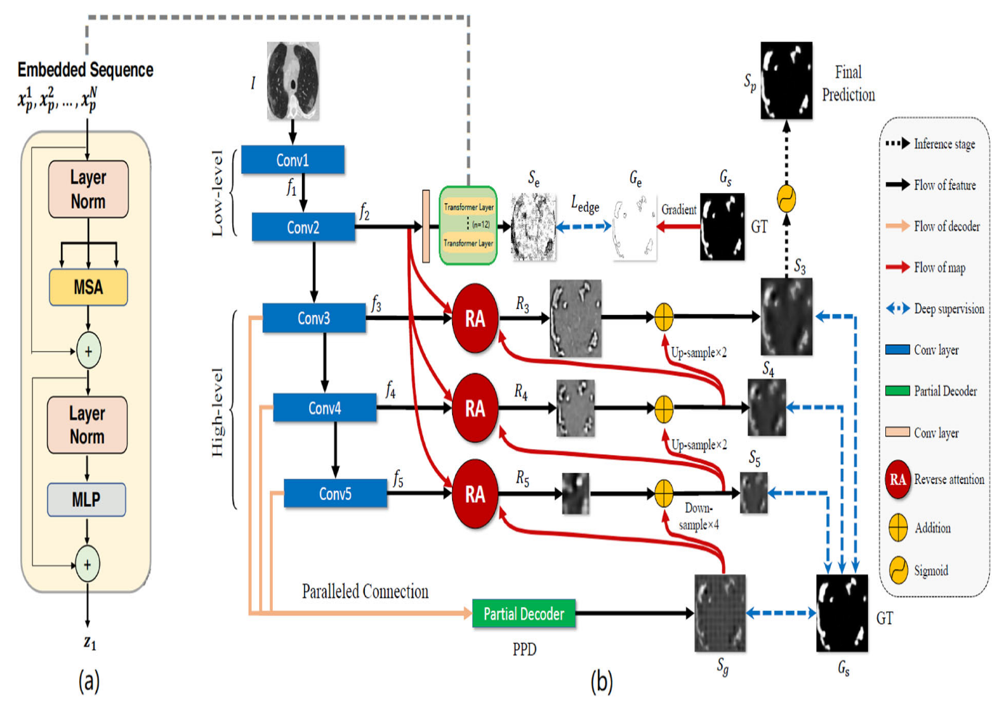 Embedded Sequence
x_p^1, x_p^2, ..., x_p^N
Layer
Norm
MSA
+
Layer
Norm
MLP
+
z_1
(a)
I
Low-level
High-level
Conv1
f_1
Conv2
f_2
Transformer Layer
(n=12)
Transformer Layer
S_e
L_edge
G_e
Gradient
G_s
GT
S_p
Final
Prediction
Conv3
f_3
RA
R_3
Up-sample×2
S_3
Conv4
f_4
RA
R_4
Up-sample×2
S_4
Conv5
f_5
RA
R_5
Down-
sample×4
S_5
Paralleled Connection
Partial Decoder
PPD
S_g
GT
G_s
(b)
Inference stage
Flow of feature
Flow of decoder
Flow of map
Deep supervision
Conv layer
Partial Decoder
Conv layer
RA
Reverse attention
Addition
Sigmoid